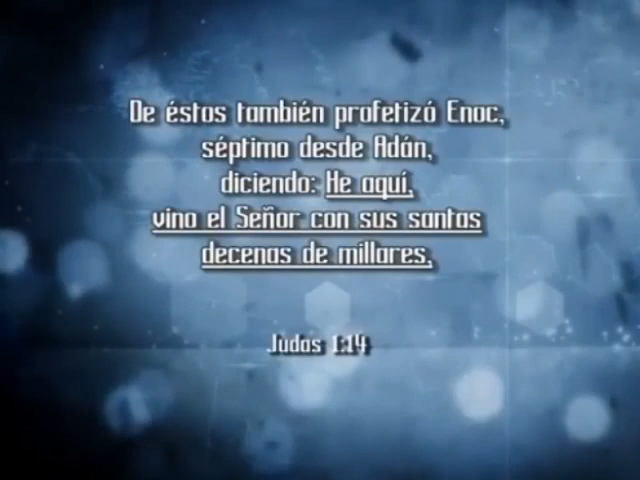 De éstos también profetizó Enoc,
séptimo desde Adán,
diciendo: He aquí,
vino el Señor con sus santas
decenas de millares,
Judas 1:14